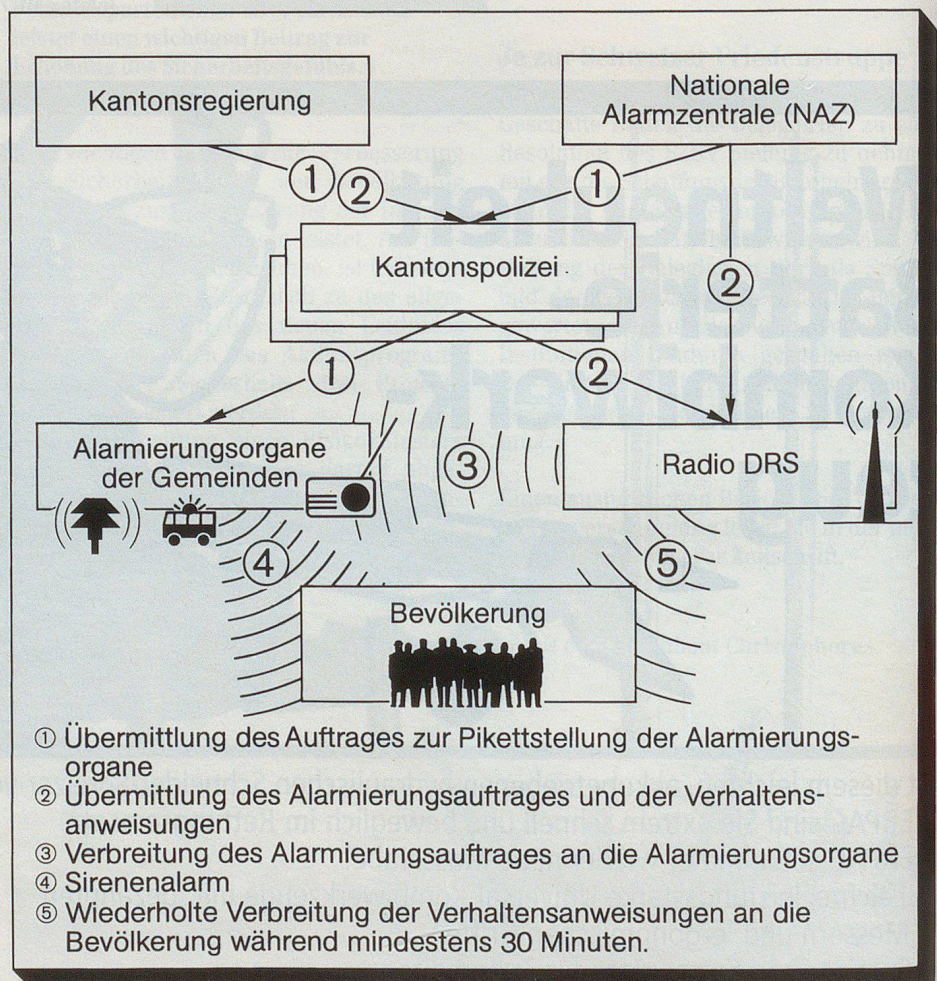 Kantonsregierung
Nationale
Alarmzentrale (NAZ)
① ② ①
Kantonspolizei
②
① ②
Alarmierungsorgane
der Gemeinden
③
Radio DRS
④ ⑤
Bevölkerung
① Übermittlung des Auftrages zur Pikettstellung der Alarmierungs-
organe
② Übermittlung des Alarmierungsauftrages und der Verhaltens-
anweisungen
③ Verbreitung des Alarmierungsauftrages an die Alarmierungsorgane
④ Sirenenalarm
⑤ Wiederholte Verbreitung der Verhaltensanweisungen an die
Bevölkerung während mindestens 30 Minuten.